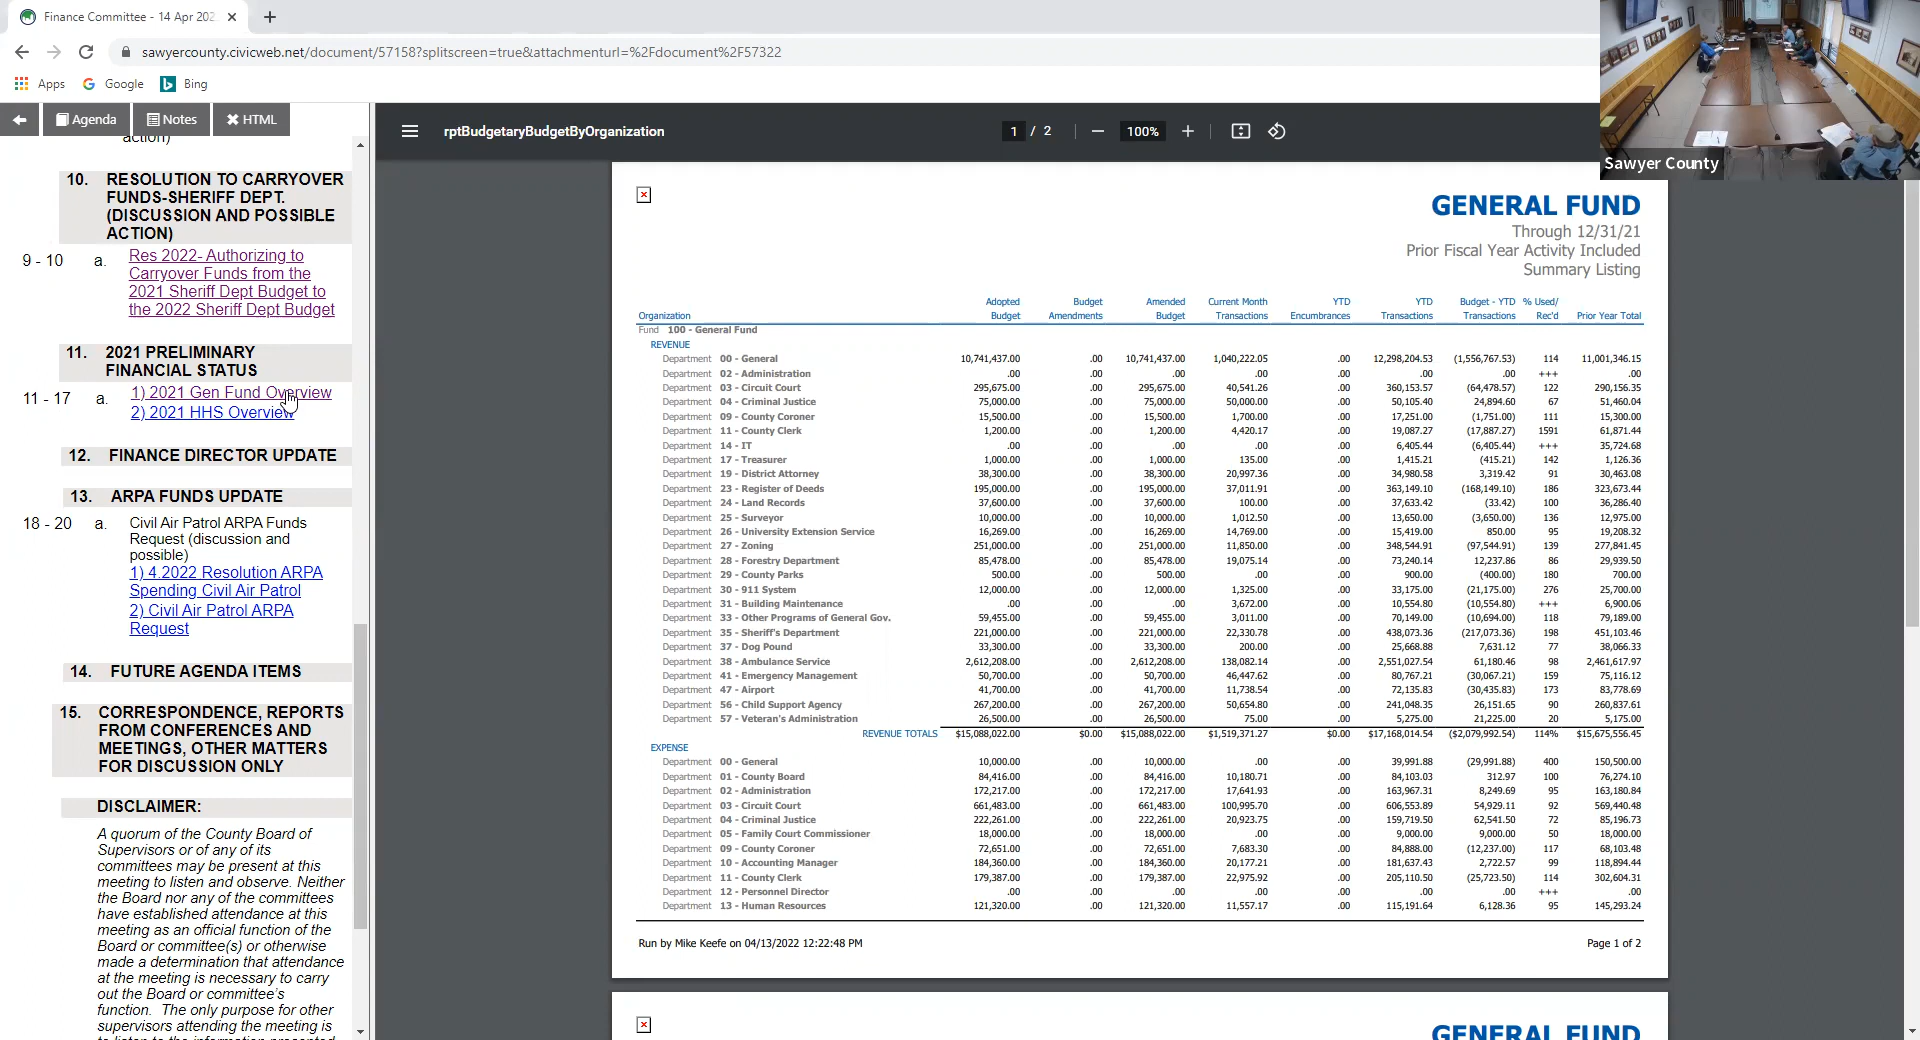 Finance Committee - 14 Apr 202
sawyercounty.civicweb.net/document/57158?splitscreen=true&attachmenturl=%2Fdocument%2F57322
Apps Google Bing
Agenda Notes HTML
action)
10. RESOLUTION TO CARRYOVER
FUNDS-SHERIFF DEPT.
(DISCUSSION AND POSSIBLE
ACTION)
9 - 10 a. Res 2022- Authorizing to
Carryover Funds from the
2021 Sheriff Dept Budget to
the 2022 Sheriff Dept Budget
11. 2021 PRELIMINARY
FINANCIAL STATUS
11 - 17 a. 1) 2021 Gen Fund Overview
2) 2021 HHS Overview
12. FINANCE DIRECTOR UPDATE
13. ARPA FUNDS UPDATE
18 - 20 a. Civil Air Patrol ARPA Funds
Request (discussion and
possible)
1) 4.2022 Resolution ARPA
Spending Civil Air Patrol
2) Civil Air Patrol ARPA
Request
14. FUTURE AGENDA ITEMS
15. CORRESPONDENCE, REPORTS
FROM CONFERENCES AND
MEETINGS, OTHER MATTERS
FOR DISCUSSION ONLY
DISCLAIMER:
A quorum of the County Board of
Supervisors or of any of its
committees may be present at this
meeting to listen and observe. Neither
the Board nor any of the committees
have established attendance at this
meeting as an official function of the
Board or committee(s) or otherwise
made a determination that attendance
at the meeting is necessary to carry
out the Board or committee's
function. The only purpose for other
supervisors attending the meeting is
to listen to the information presented
rptBudgetaryBudgetByOrganization
1 / 2 100%
Sawyer County
GENERAL FUND
Through 12/31/21
Prior Fiscal Year Activity Included
Summary Listing
Adopted Budget Amended Current Month YTD YTD Budget - YTD % Used/
Organization Budget Amendments Budget Transactions Encumbrances Transactions Transactions Rec'd Prior Year Total
Fund 100 - General Fund
REVENUE
Department 00 - General 10,741,437.00 .00 10,741,437.00 1,040,222.05 .00 12,298,204.53 (1,556,767.53) 114 11,001,346.15
Department 02 - Administration .00 .00 .00 .00 .00 .00 .00 +++ .00
Department 03 - Circuit Court 295,675.00 .00 295,675.00 40,541.26 .00 360,153.57 (64,478.57) 122 290,156.35
Department 04 - Criminal Justice 75,000.00 .00 75,000.00 50,000.00 .00 50,105.40 24,894.60 67 51,460.04
Department 09 - County Coroner 15,500.00 .00 15,500.00 1,700.00 .00 17,251.00 (1,751.00) 111 15,300.00
Department 11 - County Clerk 1,200.00 .00 1,200.00 4,420.17 .00 19,087.27 (17,887.27) 1591 61,871.44
Department 14 - IT .00 .00 .00 .00 .00 6,405.44 (6,405.44) +++ 35,724.68
Department 17 - Treasurer 1,000.00 .00 1,000.00 135.00 .00 1,415.21 (415.21) 142 1,126.36
Department 19 - District Attorney 38,300.00 .00 38,300.00 20,997.36 .00 34,980.58 3,319.42 91 30,463.08
Department 23 - Register of Deeds 195,000.00 .00 195,000.00 37,011.91 .00 363,149.10 (168,149.10) 186 323,673.44
Department 24 - Land Records 37,600.00 .00 37,600.00 100.00 .00 37,633.42 (33.42) 100 36,286.40
Department 25 - Surveyor 10,000.00 .00 10,000.00 1,012.50 .00 13,650.00 (3,650.00) 136 12,975.00
Department 26 - University Extension Service 16,269.00 .00 16,269.00 14,769.00 .00 15,419.00 850.00 95 19,208.32
Department 27 - Zoning 251,000.00 .00 251,000.00 11,850.00 .00 348,544.91 (97,544.91) 139 277,841.45
Department 28 - Forestry Department 85,478.00 .00 85,478.00 19,075.14 .00 73,240.14 12,237.86 86 29,939.50
Department 29 - County Parks 500.00 .00 500.00 .00 .00 900.00 (400.00) 180 700.00
Department 30 - 911 System 12,000.00 .00 12,000.00 1,325.00 .00 33,175.00 (21,175.00) 276 25,700.00
Department 31 - Building Maintenance .00 .00 .00 3,672.00 .00 10,554.80 (10,554.80) +++ 6,900.06
Department 33 - Other Programs of General Gov. 59,455.00 .00 59,455.00 3,011.00 .00 70,149.00 (10,694.00) 118 79,189.00
Department 35 - Sheriff's Department 221,000.00 .00 221,000.00 22,330.78 .00 438,073.36 (217,073.36) 198 451,103.46
Department 37 - Dog Pound 33,300.00 .00 33,300.00 200.00 .00 25,668.88 7,631.12 77 38,066.33
Department 38 - Ambulance Service 2,612,208.00 .00 2,612,208.00 138,082.14 .00 2,551,027.54 61,180.46 98 2,461,617.97
Department 41 - Emergency Management 50,700.00 .00 50,700.00 46,447.62 .00 80,767.21 (30,067.21) 159 75,116.12
Department 47 - Airport 41,700.00 .00 41,700.00 11,738.54 .00 72,135.83 (30,435.83) 173 83,778.69
Department 56 - Child Support Agency 267,200.00 .00 267,200.00 50,654.80 .00 241,048.35 26,151.65 90 260,837.61
Department 57 - Veteran's Administration 26,500.00 .00 26,500.00 75.00 .00 5,275.00 21,225.00 20 5,175.00
REVENUE TOTALS $15,088,022.00 $0.00 $15,088,022.00 $1,519,371.27 $0.00 $17,168,014.54 ($2,079,992.54) 114% $15,675,556.45
EXPENSE
Department 00 - General 10,000.00 .00 10,000.00 .00 .00 39,991.88 (29,991.88) 400 150,500.00
Department 01 - County Board 84,416.00 .00 84,416.00 10,180.71 .00 84,103.03 312.97 100 76,274.10
Department 02 - Administration 172,217.00 .00 172,217.00 17,641.93 .00 163,967.31 8,249.69 95 163,180.84
Department 03 - Circuit Court 661,483.00 .00 661,483.00 100,995.70 .00 606,553.89 54,929.11 92 569,440.48
Department 04 - Criminal Justice 222,261.00 .00 222,261.00 20,923.75 .00 159,719.50 62,541.50 72 85,196.73
Department 05 - Family Court Commissioner 18,000.00 .00 18,000.00 .00 .00 9,000.00 9,000.00 50 18,000.00
Department 09 - County Coroner 72,651.00 .00 72,651.00 7,683.30 .00 84,888.00 (12,237.00) 117 68,103.48
Department 10 - Accounting Manager 184,360.00 .00 184,360.00 20,177.21 .00 181,637.43 2,722.57 99 118,894.44
Department 11 - County Clerk 179,387.00 .00 179,387.00 22,975.92 .00 205,110.50 (25,723.50) 114 302,604.31
Department 12 - Personnel Director .00 .00 .00 .00 .00 .00 .00 +++ .00
Department 13 - Human Resources 121,320.00 .00 121,320.00 11,557.17 .00 115,191.64 6,128.36 95 145,293.24
Run by Mike Keefe on 04/13/2022 12:22:48 PM Page 1 of 2
GENERAL FUND